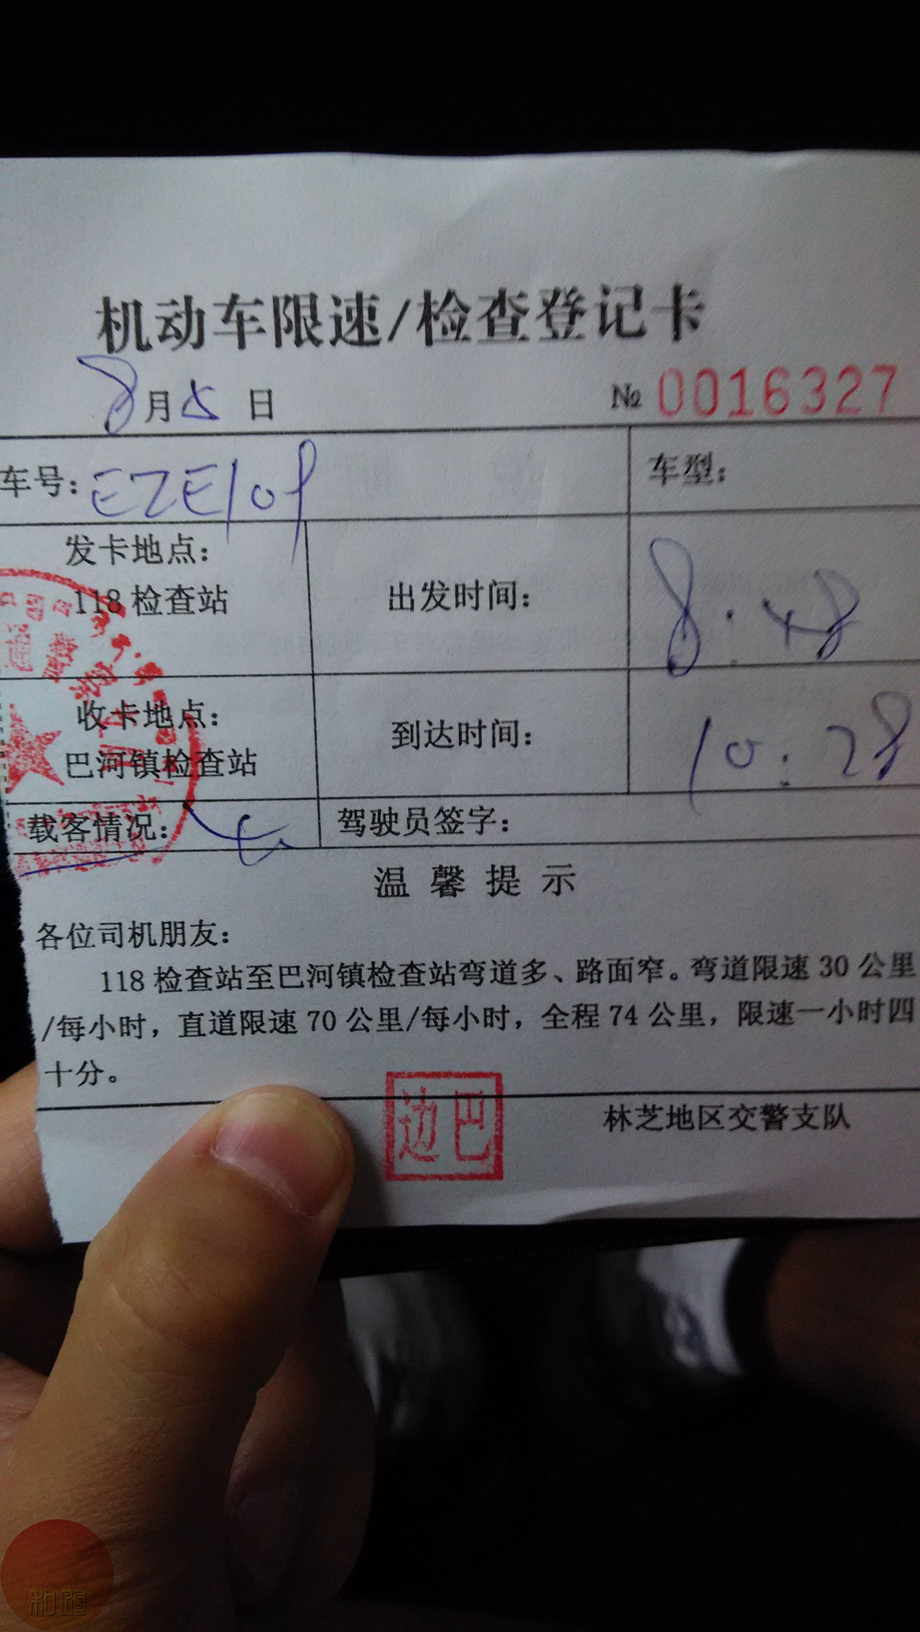 机动车限速/检查登记卡
8月5日 № 0016327
车号: EZE109 车型:
发卡地点: 118检查站 出发时间: 8:48
收卡地点: 巴河镇检查站 到达时间: 10:28
载客情况: 驾驶员签字:
温馨提示
各位司机朋友:
118检查站至巴河镇检查站弯道多、路面窄。弯道限速30公里
/每小时，直道限速70公里/每小时，全程74公里，限速一小时四
十分。
边巴
林芝地区交警支队